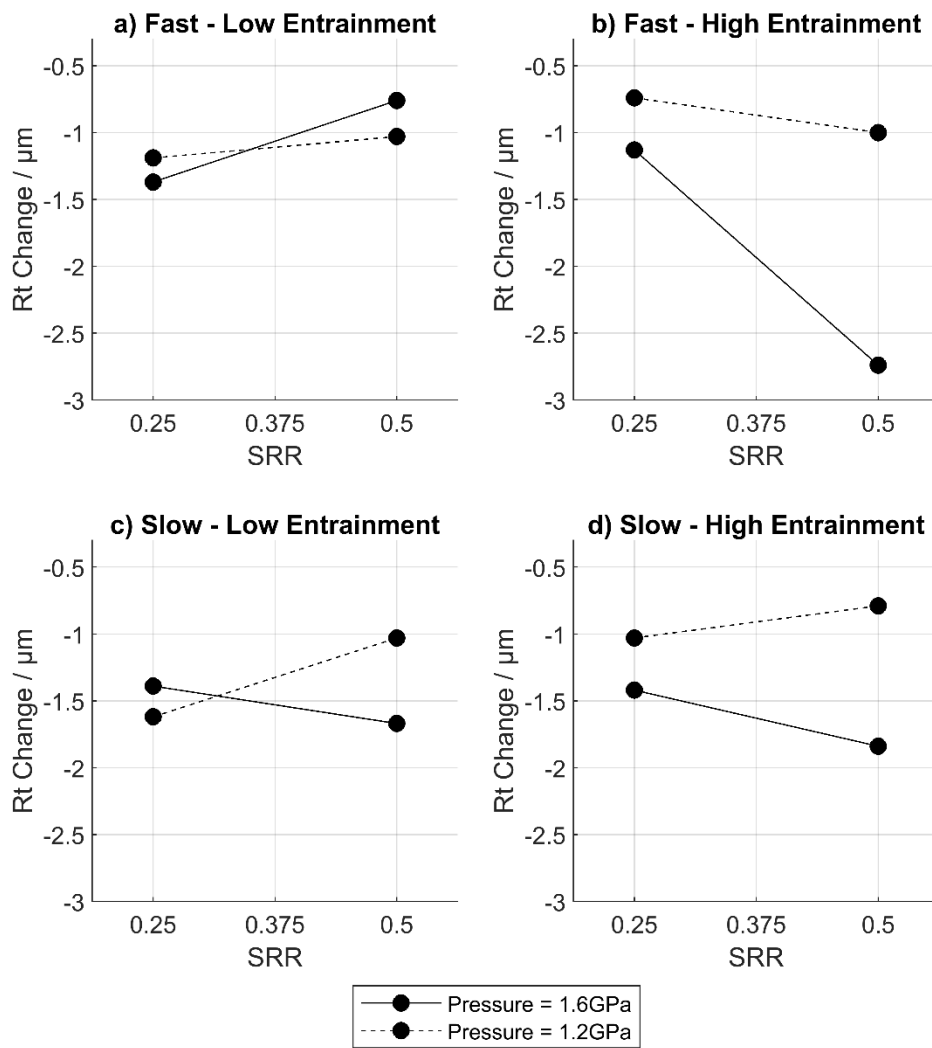 a) Fast - Low Entrainment
-0.5
-1
-1.5
-2
-2.5
-3
Rt Change / µm
0.25 0.375 0.5
SRR
b) Fast - High Entrainment
-0.5
-1
-1.5
-2
-2.5
-3
Rt Change / µm
0.25 0.375 0.5
SRR
c) Slow - Low Entrainment
-0.5
-1
-1.5
-2
-2.5
-3
Rt Change / µm
0.25 0.375 0.5
SRR
d) Slow - High Entrainment
-0.5
-1
-1.5
-2
-2.5
-3
Rt Change / µm
0.25 0.375 0.5
SRR
Pressure = 1.6GPa
Pressure = 1.2GPa